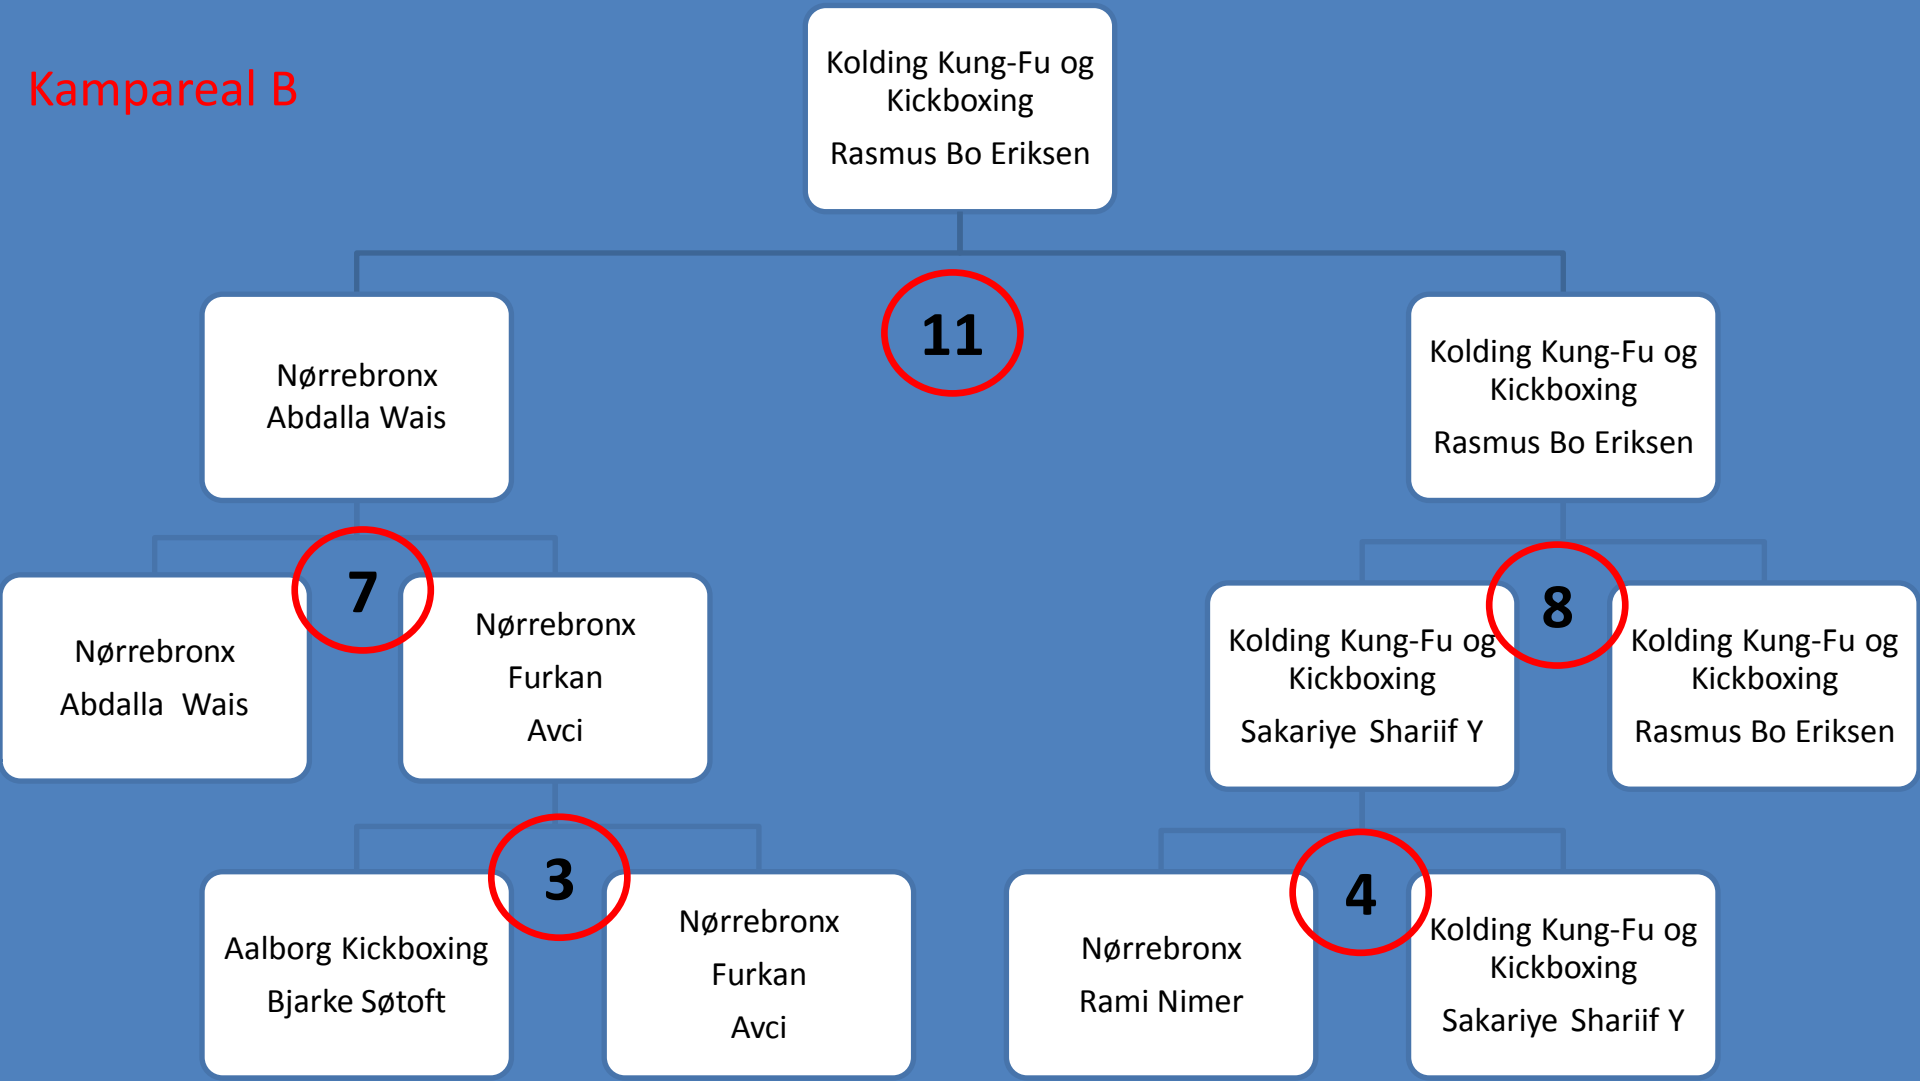 Kampareal B
Kolding Kung-Fu og
Kickboxing
Rasmus Bo Eriksen
11
Nørrebronx
Abdalla Wais
Kolding Kung-Fu og
Kickboxing
Rasmus Bo Eriksen
7
8
Nørrebronx
Abdalla Wais
Nørrebronx
Furkan
Avci
Kolding Kung-Fu og
Kickboxing
Sakariye Shariif Y
Kolding Kung-Fu og
Kickboxing
Rasmus Bo Eriksen
3
4
Aalborg Kickboxing
Bjarke Søtoft
Nørrebronx
Furkan
Avci
Nørrebronx
Rami Nimer
Kolding Kung-Fu og
Kickboxing
Sakariye Shariif Y